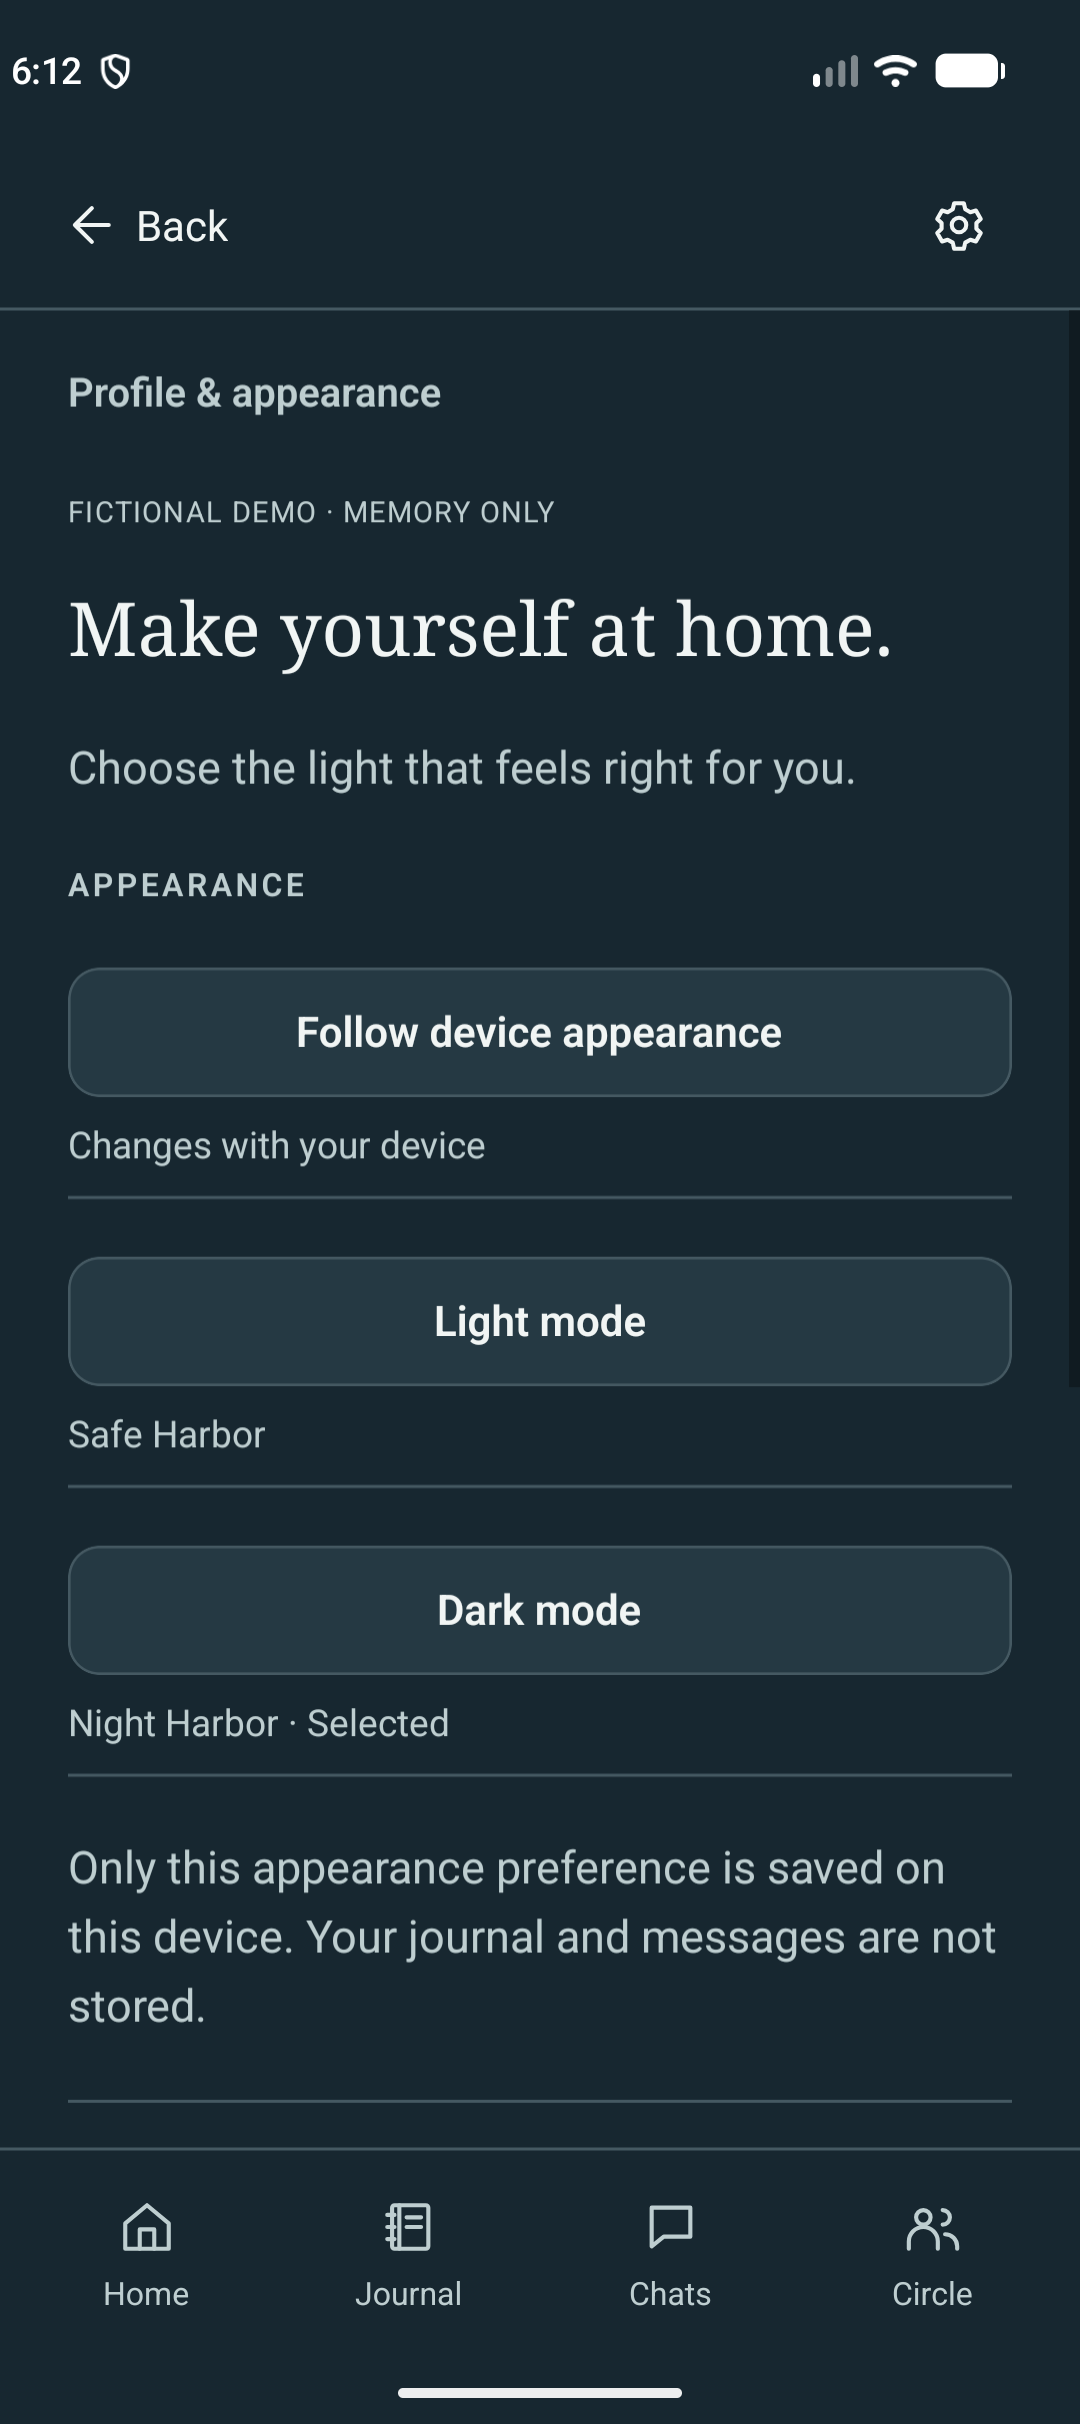 6:12
Back
Profile & appearance
FICTIONAL DEMO · MEMORY ONLY
Make yourself at home.
Choose the light that feels right for you.
APPEARANCE
Follow device appearance
Changes with your device
Light mode
Safe Harbor
Dark mode
Night Harbor · Selected
Only this appearance preference is saved on
this device. Your journal and messages are not
stored.
Home
Journal
Chats
Circle